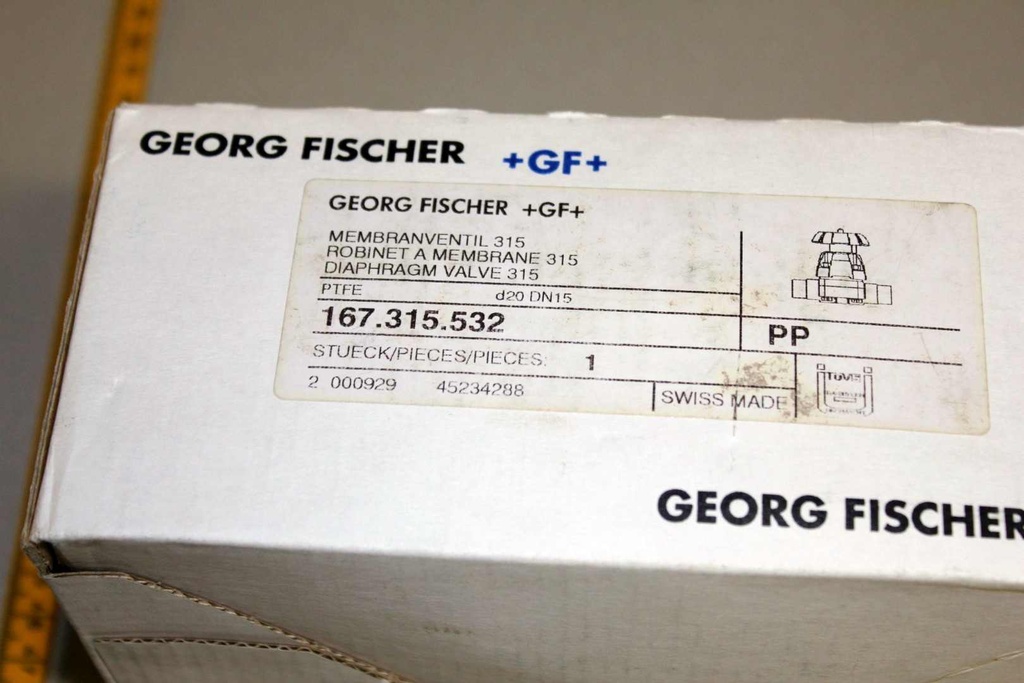 GEORG FISCHER +GF+
GEORG FISCHER +GF+
MEMBRANVENTIL 315
ROBINET A MEMBRANE 315
DIAPHRAGM VALVE 315
PTFE d20 DN15
167.315.532
PP
STUECK/PIECES/PIECES: 1
2 000929 45234288
SWISS MADE
TÜV
GEORG FISCHER